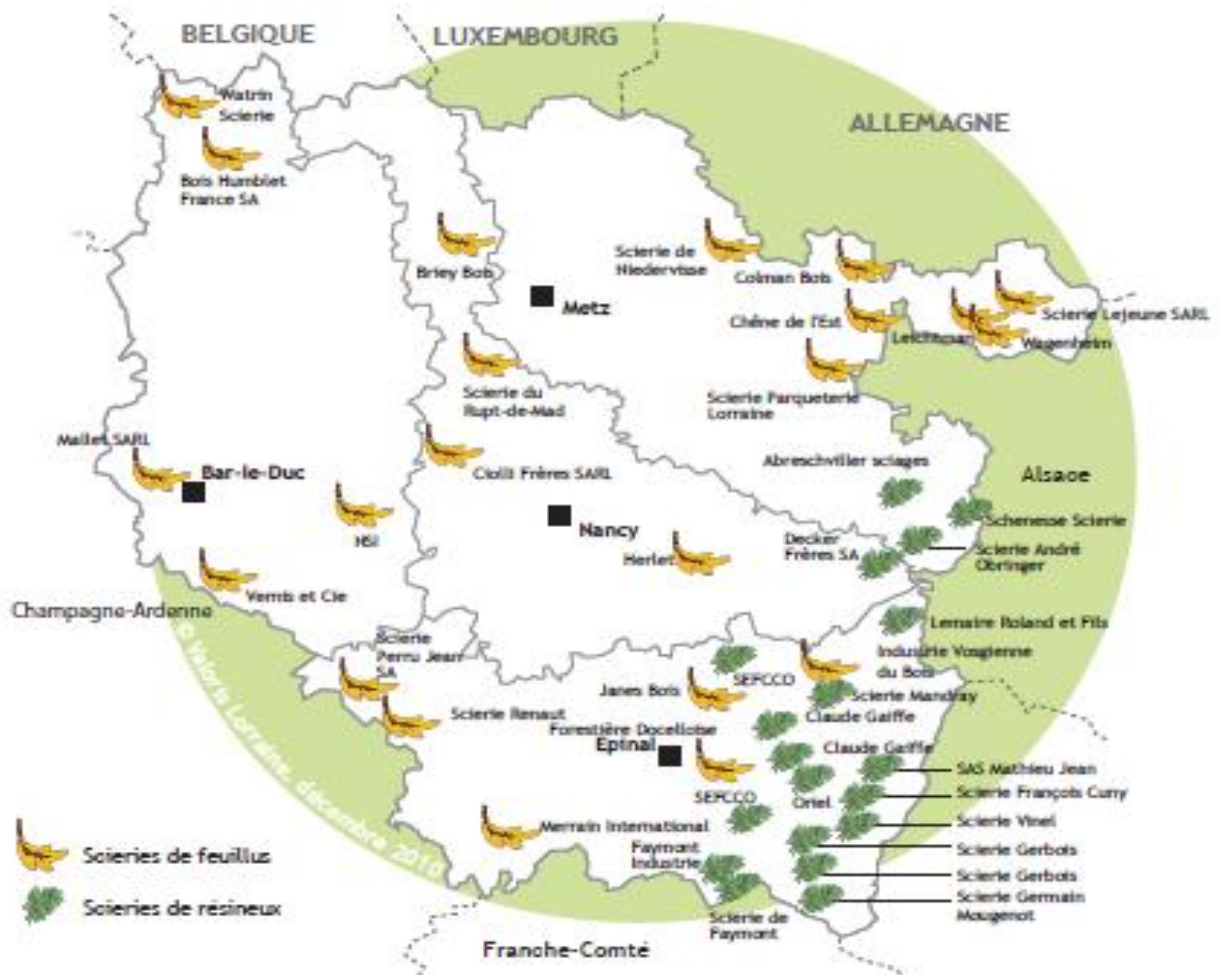 BELGIQUE
LUXEMBOURG
ALLEMAGNE
Watrin
Scierie
Bois Humblet
France SA
Briey Bois
Scierie de
Niedervisse
Colman Bois
Metz
Chêne de l'Est
Scierie Lejeune SARL
Wagenheim
Scierie du
Rupt-de-Mad
Scierie Parqueterie
Lorraine
Mallet SARL
Bar-le-Duc
Ciolli Frères SARL
Abreschviller sciages
Alsace
HSI
Nancy
Schenesse Scierie
Decker
Frères SA
Scierie André
Obringer
Herlet
Vernis et Cie
Champagne-Ardenne
Lemaire Roland et Fils
Scierie
Perru Jean
SA
Industrie Vosgienne
du Bois
SEFCCO
Janes Bois
Scierie Mandray
Scierie Renaut
Claude Gaiffe
Forestière Docelloise
Epinal
Claude Gaiffe
SAS Mathieu Jean
SEFCCO
Oriel
Scierie François Cuny
Merrain International
Scierie Vinel
Faymont
Industrie
Scierie Gerbois
Scierie Gerbois
Scierie Germain
Mougenot
Scierie de
Faymont
Franche-Comté
© Valoris Lorraine, décembre 2010
Scieries de feuillus
Scieries de résineux